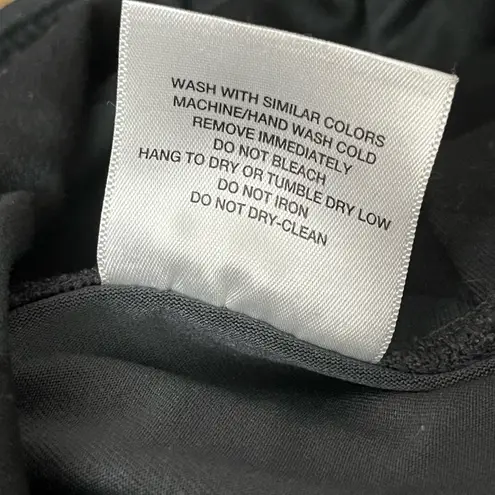 WASH WITH SIMILAR COLORS
MACHINE/HAND WASH COLD
REMOVE IMMEDIATELY
DO NOT BLEACH
HANG TO DRY OR TUMBLE DRY LOW
DO NOT IRON
DO NOT DRY-CLEAN